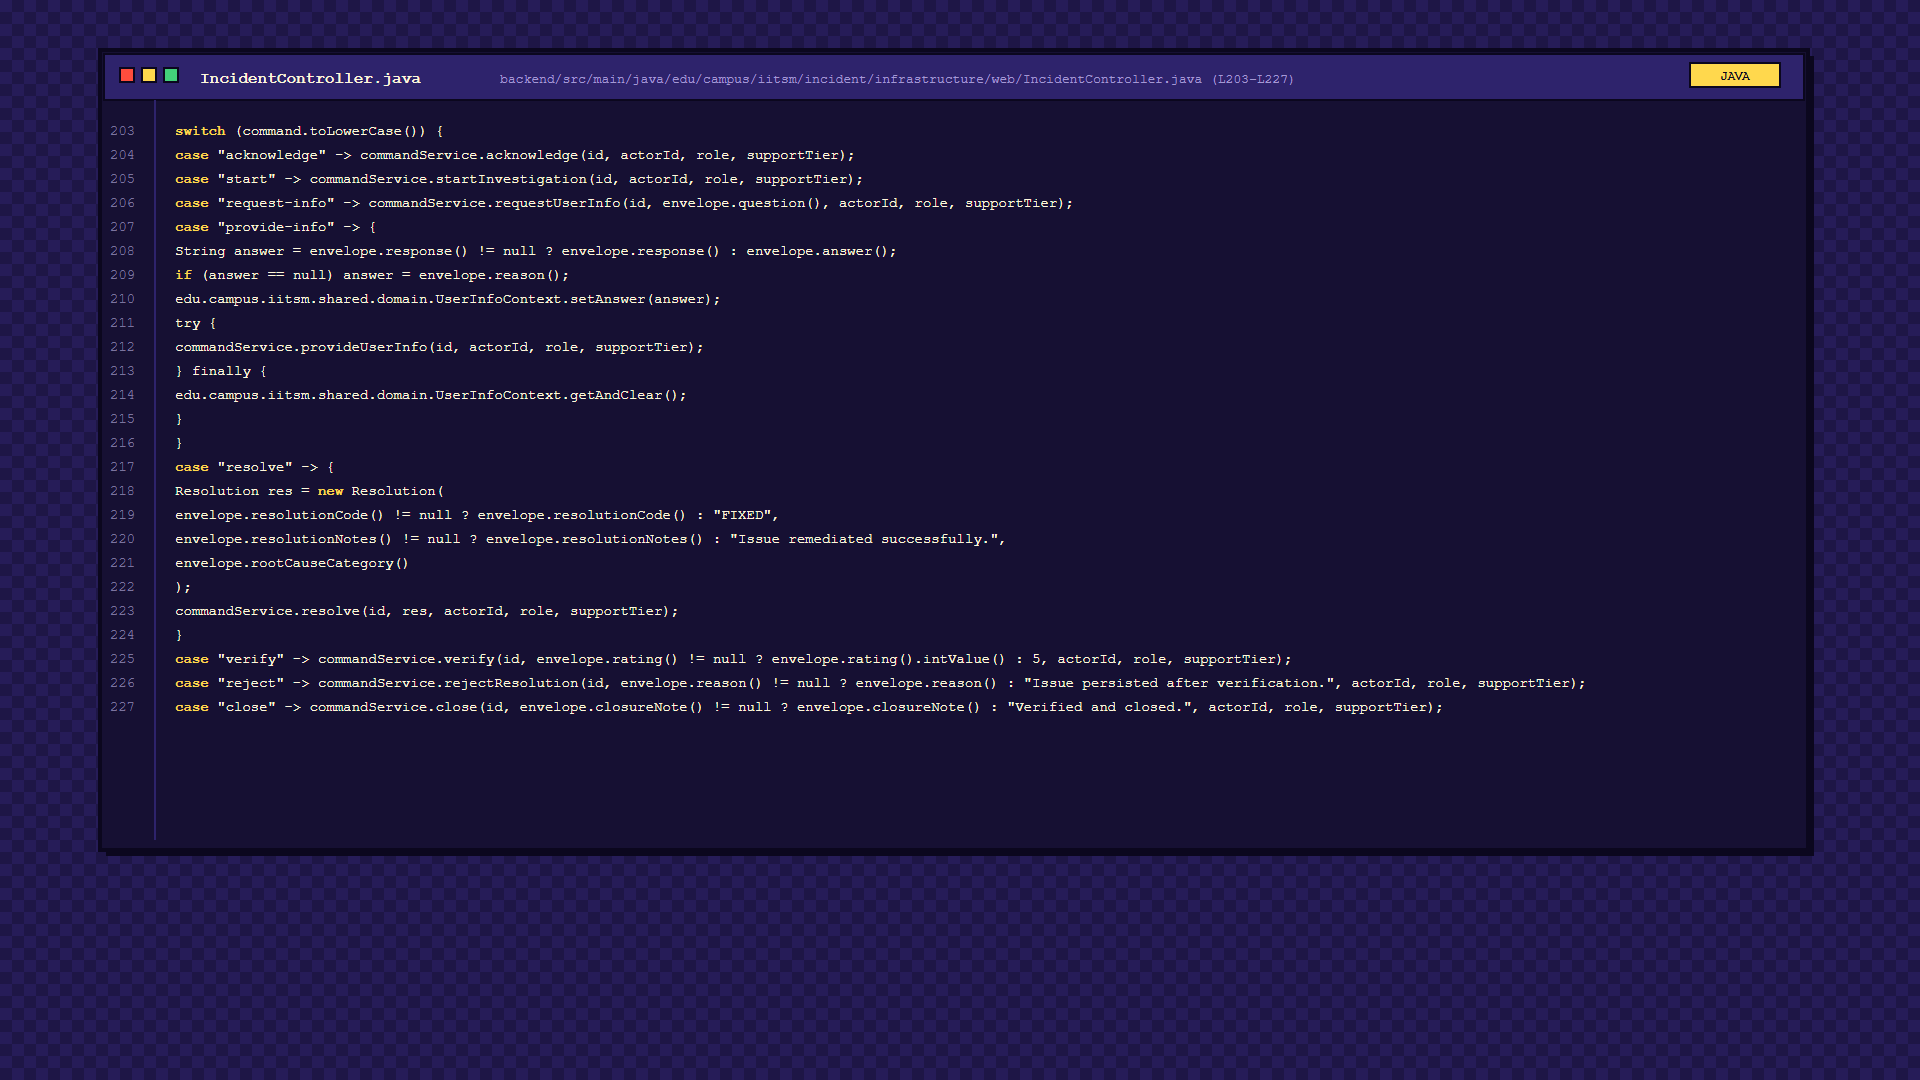 IncidentController.java
backend/src/main/java/edu/campus/iitsm/incident/infrastructure/web/IncidentController.java (L203-L227)
JAVA
203 switch (command.toLowerCase()) {
204 case "acknowledge" -> commandService.acknowledge(id, actorId, role, supportTier);
205 case "start" -> commandService.startInvestigation(id, actorId, role, supportTier);
206 case "request-info" -> commandService.requestUserInfo(id, envelope.question(), actorId, role, supportTier);
207 case "provide-info" -> {
208 String answer = envelope.response() != null ? envelope.response() : envelope.answer();
209 if (answer == null) answer = envelope.reason();
210 edu.campus.iitsm.shared.domain.UserInfoContext.setAnswer(answer);
211 try {
212 commandService.provideUserInfo(id, actorId, role, supportTier);
213 } finally {
214 edu.campus.iitsm.shared.domain.UserInfoContext.getAndClear();
215 }
216 }
217 case "resolve" -> {
218 Resolution res = new Resolution(
219 envelope.resolutionCode() != null ? envelope.resolutionCode() : "FIXED",
220 envelope.resolutionNotes() != null ? envelope.resolutionNotes() : "Issue remediated successfully.",
221 envelope.rootCauseCategory()
222 );
223 commandService.resolve(id, res, actorId, role, supportTier);
224 }
225 case "verify" -> commandService.verify(id, envelope.rating() != null ? envelope.rating().intValue() : 5, actorId, role, supportTier);
226 case "reject" -> commandService.rejectResolution(id, envelope.reason() != null ? envelope.reason() : "Issue persisted after verification.", actorId, role, supportTier);
227 case "close" -> commandService.close(id, envelope.closureNote() != null ? envelope.closureNote() : "Verified and closed.", actorId, role, supportTier);